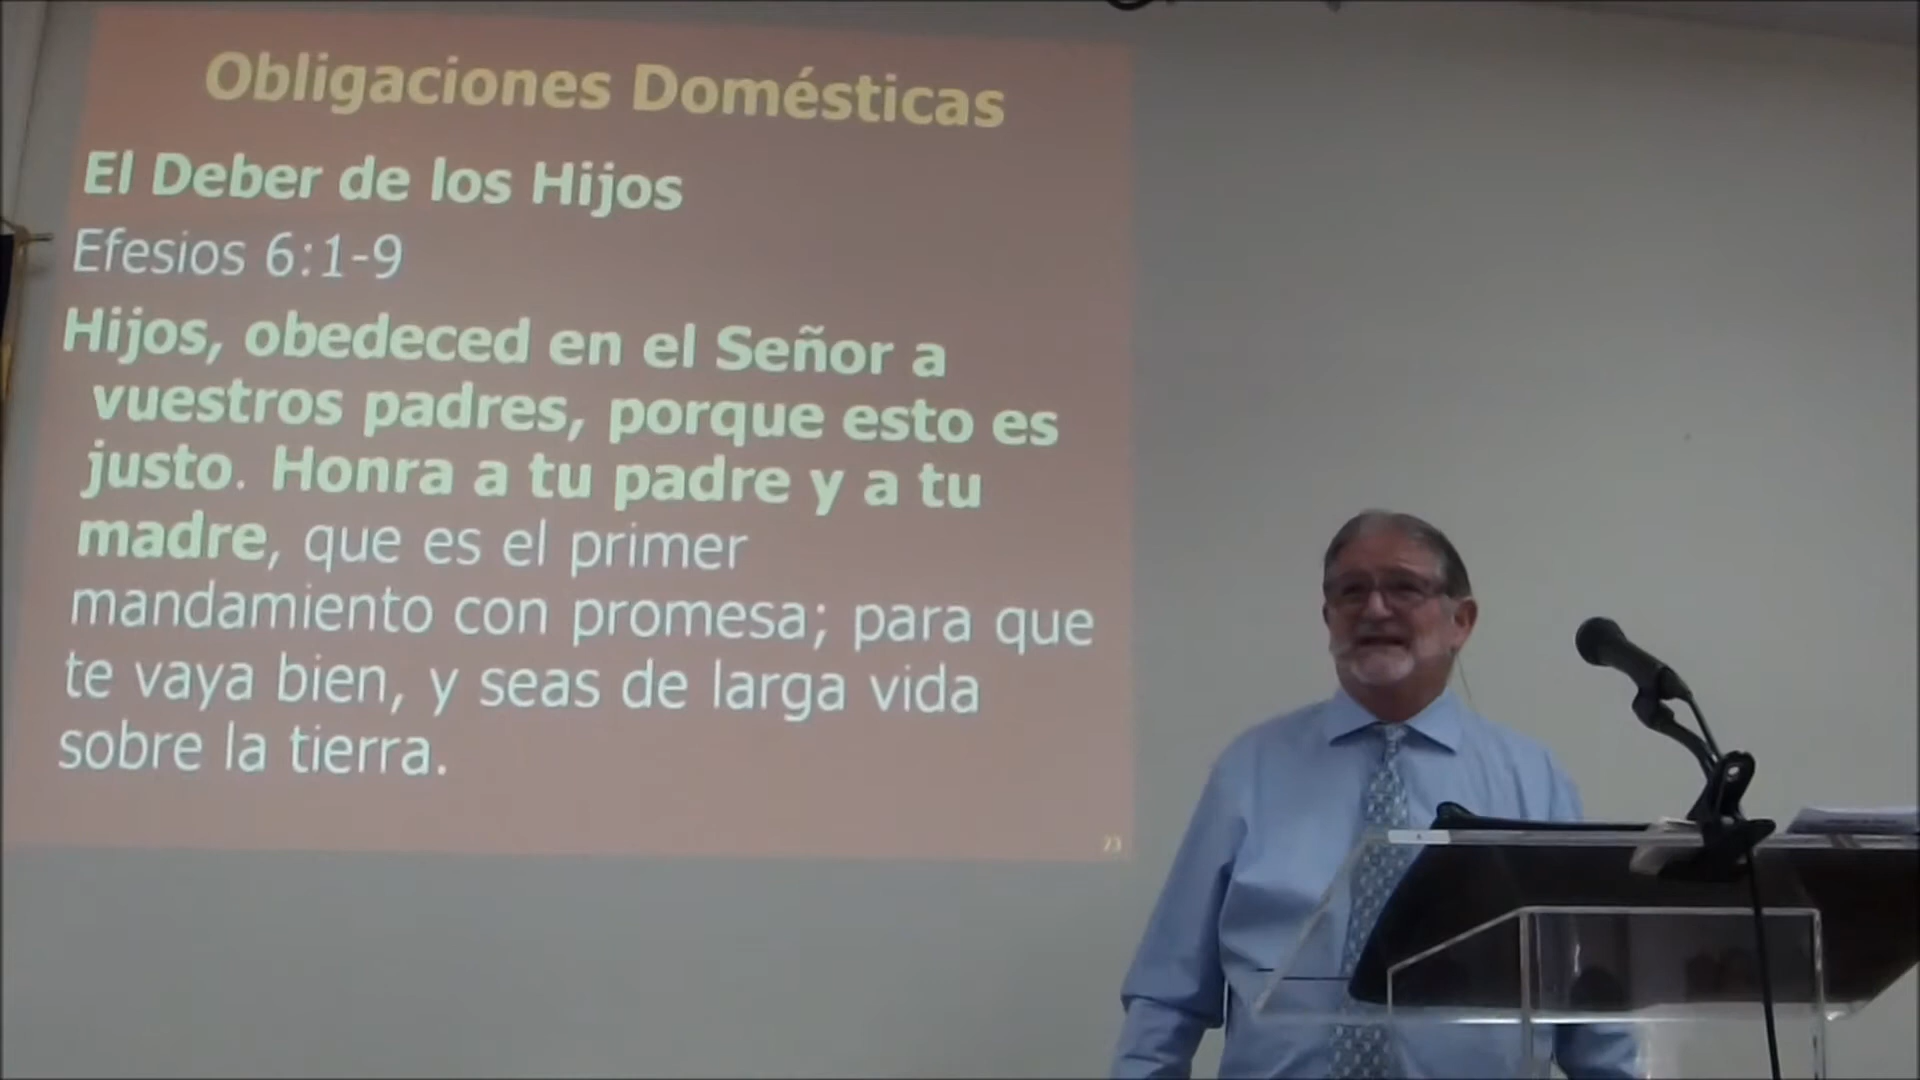 Obligaciones Domésticas
El Deber de los Hijos
Efesios 6:1-9
Hijos, obedeced en el Señor a
vuestros padres, porque esto es
justo. Honra a tu padre y a tu
madre, que es el primer
mandamiento con promesa; para que
te vaya bien, y seas de larga vida
sobre la tierra.
23